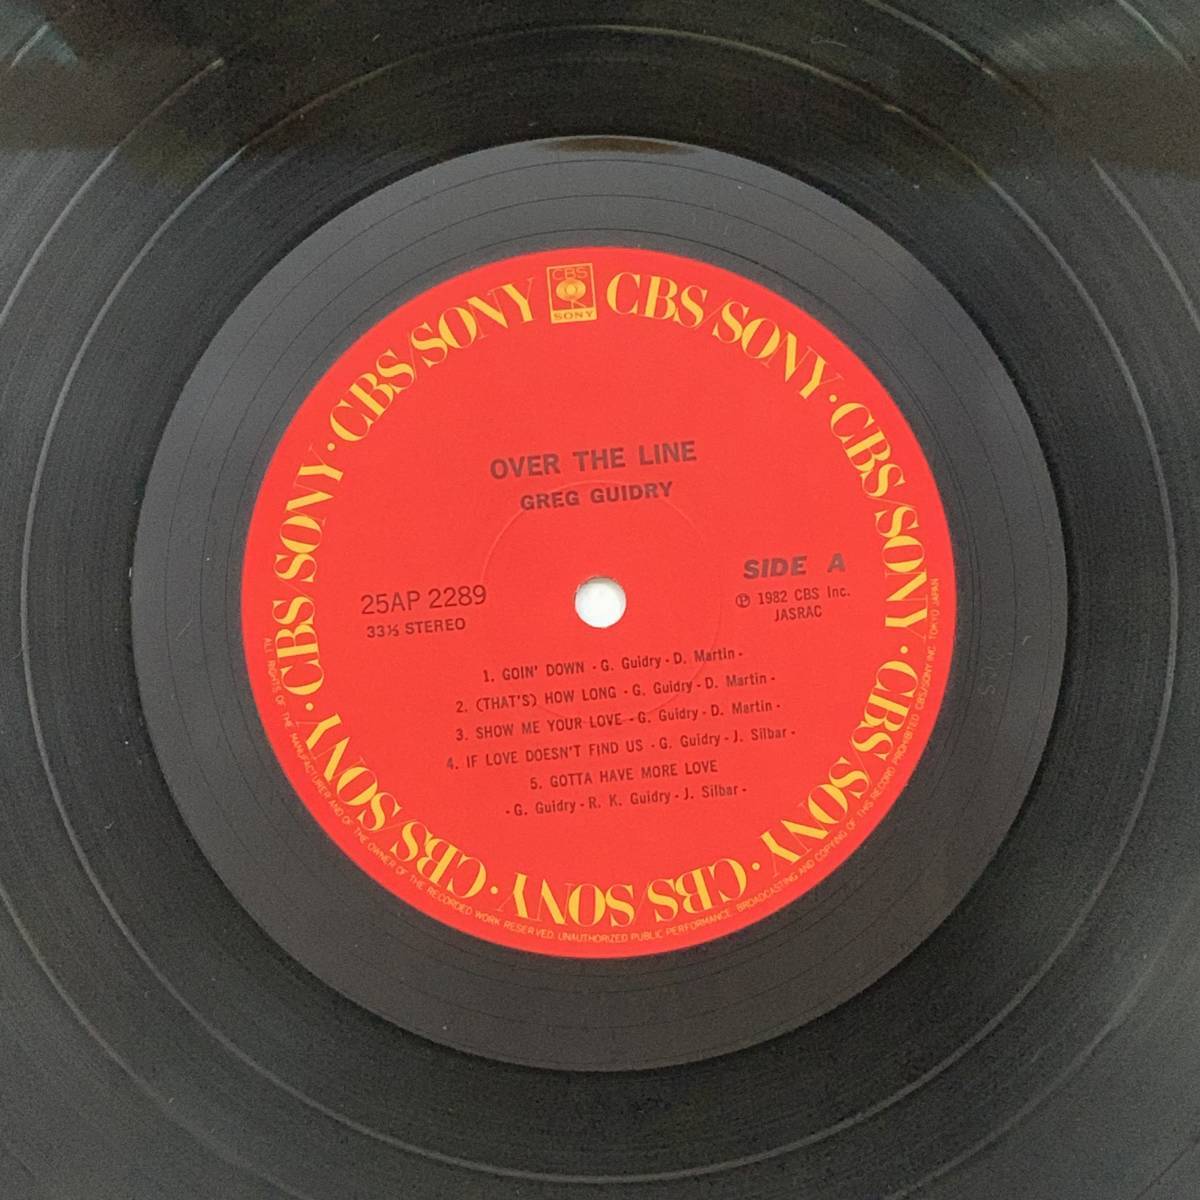 CBS
SONY
CBS/SONY · CBS/SONY · CBS/SONY · CBS/SONY · CBS/SONY · CBS/SONY · CBS/SONY · CBS/SONY
OVER THE LINE
GREG GUIDRY
SIDE A
25AP 2289
33⅓ STEREO
Ⓟ 1982 CBS Inc.
JASRAC
1. GOIN' DOWN - G. Guidry - D. Martin -
2. (THAT'S) HOW LONG - G. Guidry - D. Martin -
3. SHOW ME YOUR LOVE - G. Guidry - D. Martin -
4. IF LOVE DOESN'T FIND US - G. Guidry - J. Silbar -
5. GOTTA HAVE MORE LOVE
- G. Guidry - R. K. Guidry - J. Silbar -
ALL RIGHTS OF THE MANUFACTURER AND OF THE OWNER OF THE RECORDED WORK RESERVED. UNAUTHORIZED PUBLIC PERFORMANCE, BROADCASTING AND COPYING OF THIS RECORD PROHIBITED CBS/SONY INC. TOKYO JAPAN